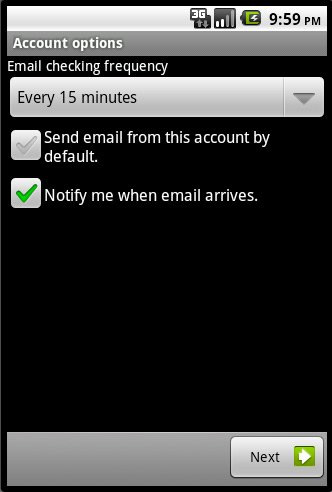 3G 9:59 PM
Account options
Email checking frequency
Every 15 minutes
Send email from this account by
default.
Notify me when email arrives.
Next